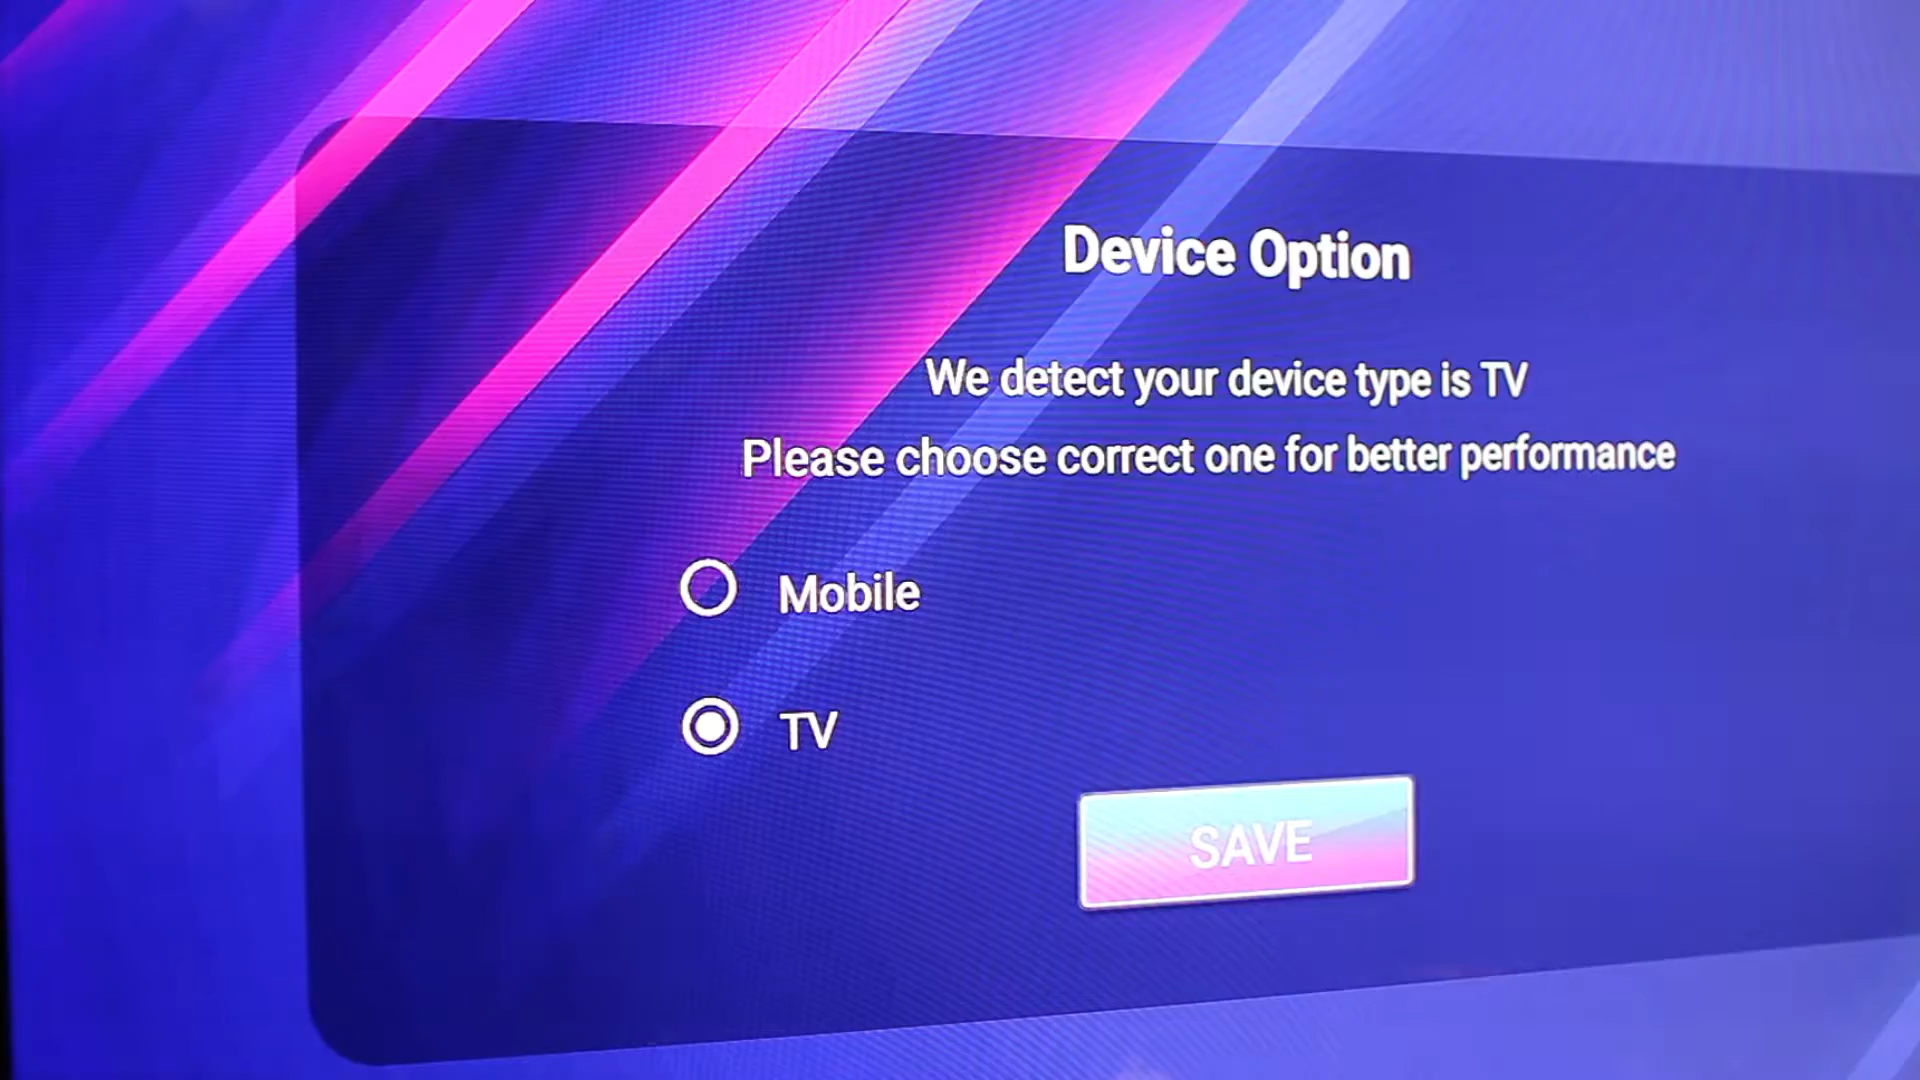 Device Option
We detect your device type is TV
Please choose correct one for better performance
Mobile
TV
SAVE